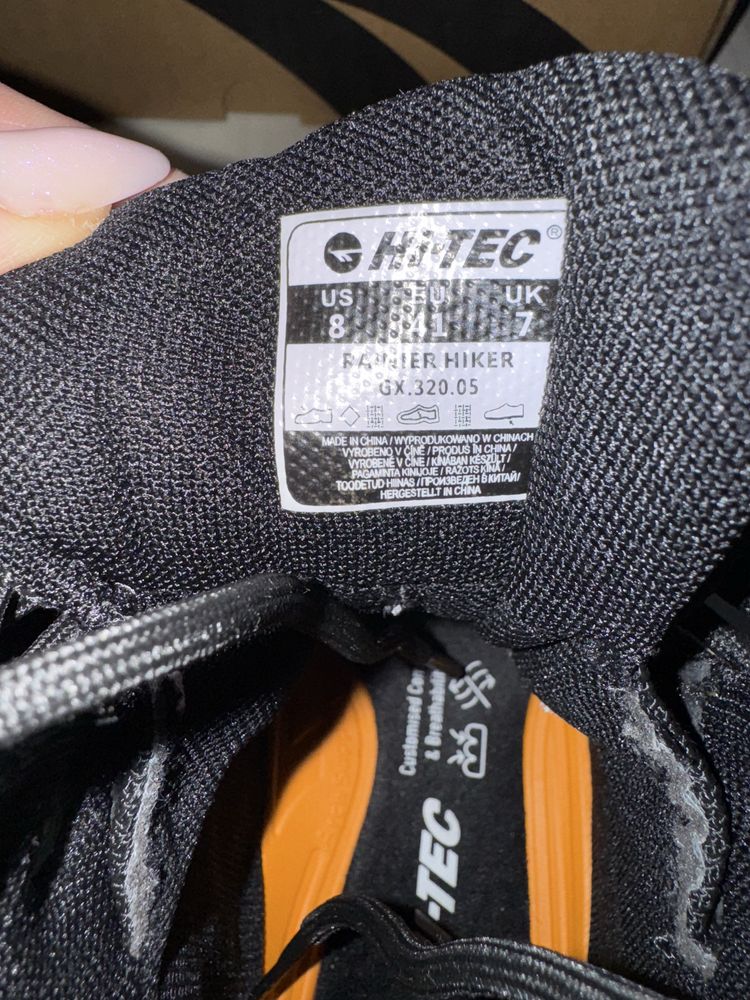 HI-TEC®
US EU UK
8 41 7
RAINIER HIKER
GX.320.05
MADE IN CHINA / WYPRODUKOWANO W CHINACH
VYROBENO V ČÍNĚ / PRODUS ÎN CHINA /
VYROBENÉ V ČÍNE / KÍNÁBAN KÉSZÜLT /
PAGAMINTA KINIJOJE / RAŽOTS ĶĪNĀ /
TOODETUD HIINAS / ПРОИЗВЕДЕН В КИТАЙ /
HERGESTELLT IN CHINA
Customised
& Breathable
-TEC